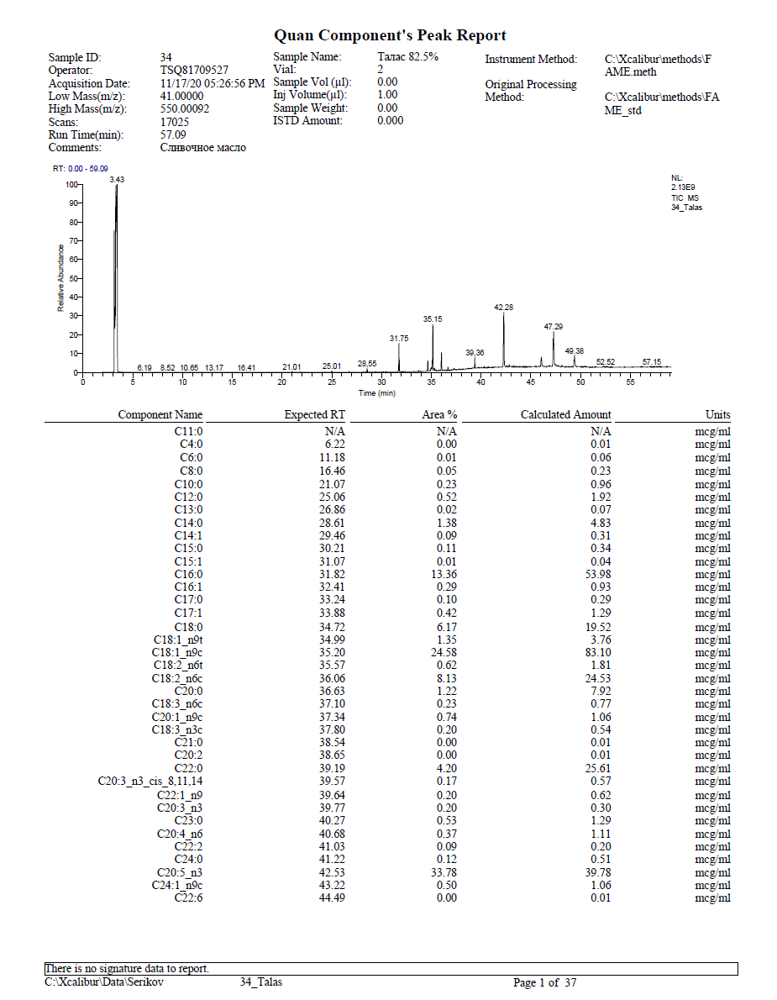 Quan Component's Peak Report
Sample ID: 34
Operator: TSQ81709527
Acquisition Date: 11/17/20 05:26:56 PM
Low Mass(m/z): 41.00000
High Mass(m/z): 550.00092
Scans: 17025
Run Time(min): 57.09
Comments: Сливочное масло
Sample Name: Талас 82.5%
Vial: 2
Sample Vol (µl): 0.00
Inj Volume(µl): 1.00
Sample Weight: 0.00
ISTD Amount: 0.000
Instrument Method: C:\Xcalibur\methods\F
AME.meth
Original Processing
Method: C:\Xcalibur\methods\FA
ME_std
RT: 0.00 - 59.09
NL:
2.13E9
TIC MS
34_Talas
Relative Abundance
100
90
80
70
60
50
40
30
20
10
0
3.43
6.19 8.52 10.65 13.17 16.41 21.01 25.01 28.55 31.75 35.15 39.36 42.28 47.29 49.38 52.52 57.15
0 5 10 15 20 25 30 35 40 45 50 55
Time (min)
Component Name Expected RT Area % Calculated Amount Units
C11:0 N/A N/A N/A mcg/ml
C4:0 6.22 0.00 0.01 mcg/ml
C6:0 11.18 0.01 0.06 mcg/ml
C8:0 16.46 0.05 0.23 mcg/ml
C10:0 21.07 0.23 0.96 mcg/ml
C12:0 25.06 0.52 1.92 mcg/ml
C13:0 26.86 0.02 0.07 mcg/ml
C14:0 28.61 1.38 4.83 mcg/ml
C14:1 29.46 0.09 0.31 mcg/ml
C15:0 30.21 0.11 0.34 mcg/ml
C15:1 31.07 0.01 0.04 mcg/ml
C16:0 31.82 13.36 53.98 mcg/ml
C16:1 32.41 0.29 0.93 mcg/ml
C17:0 33.24 0.10 0.29 mcg/ml
C17:1 33.88 0.42 1.29 mcg/ml
C18:0 34.72 6.17 19.52 mcg/ml
C18:1_n9t 34.99 1.35 3.76 mcg/ml
C18:1_n9c 35.20 24.58 83.10 mcg/ml
C18:2_n6t 35.57 0.62 1.81 mcg/ml
C18:2_n6c 36.06 8.13 24.53 mcg/ml
C20:0 36.63 1.22 7.92 mcg/ml
C18:3_n6c 37.10 0.23 0.77 mcg/ml
C20:1_n9c 37.34 0.74 1.06 mcg/ml
C18:3_n3c 37.80 0.20 0.54 mcg/ml
C21:0 38.54 0.00 0.01 mcg/ml
C20:2 38.65 0.00 0.01 mcg/ml
C22:0 39.19 4.20 25.61 mcg/ml
C20:3_n3_cis_8,11,14 39.57 0.17 0.57 mcg/ml
C22:1_n9 39.64 0.20 0.62 mcg/ml
C20:3_n3 39.77 0.20 0.30 mcg/ml
C23:0 40.27 0.53 1.29 mcg/ml
C20:4_n6 40.68 0.37 1.11 mcg/ml
C22:2 41.03 0.09 0.20 mcg/ml
C24:0 41.22 0.12 0.51 mcg/ml
C20:5_n3 42.53 33.78 39.78 mcg/ml
C24:1_n9c 43.22 0.50 1.06 mcg/ml
C22:6 44.49 0.00 0.01 mcg/ml
There is no signature data to report.
C:\Xcalibur\Data\Serikov 34_Talas Page 1 of 37